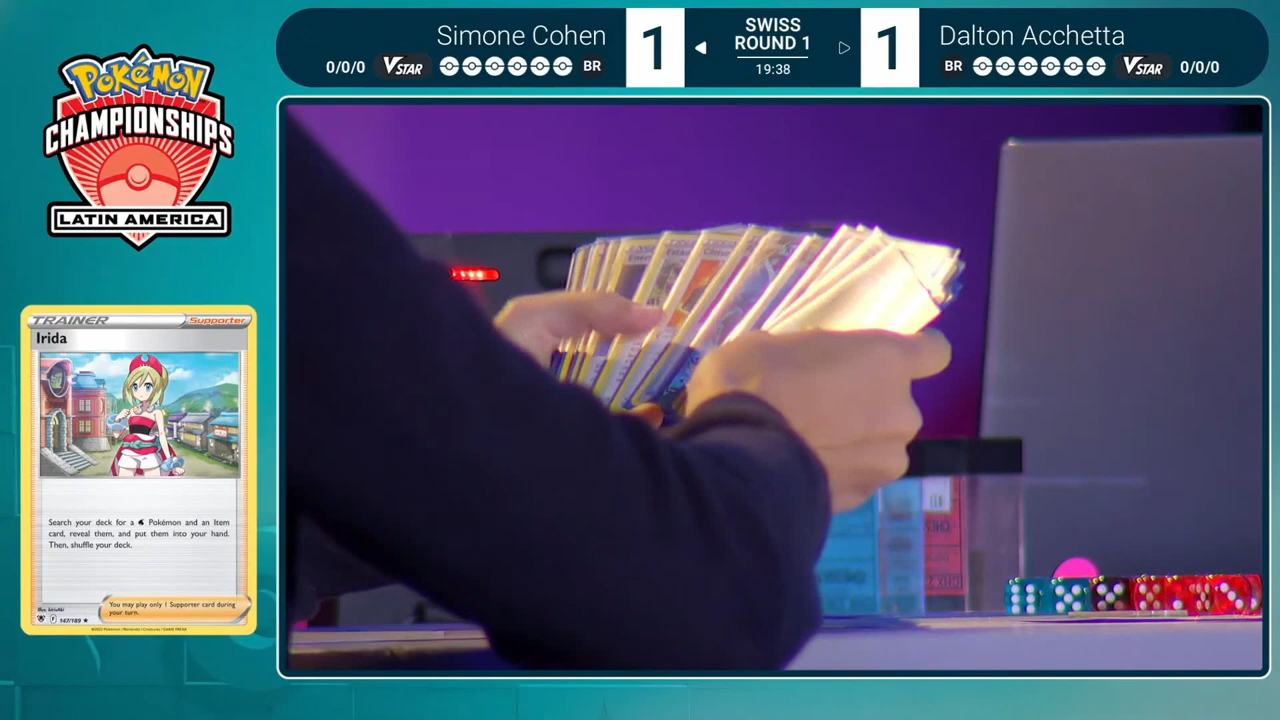 Simone Cohen
0/0/0
VSTAR
BR
1
SWISS
ROUND 1
19:38
1
Dalton Acchetta
BR
VSTAR
0/0/0
Pokémon
CHAMPIONSHIPS
LATIN AMERICA
TRAINER
Supporter
Irida
Search your deck for a Pokémon and an Item
card, reveal them, and put them into your hand.
Then, shuffle your deck.
You may play only 1 Supporter card during
your turn.
F
147/189